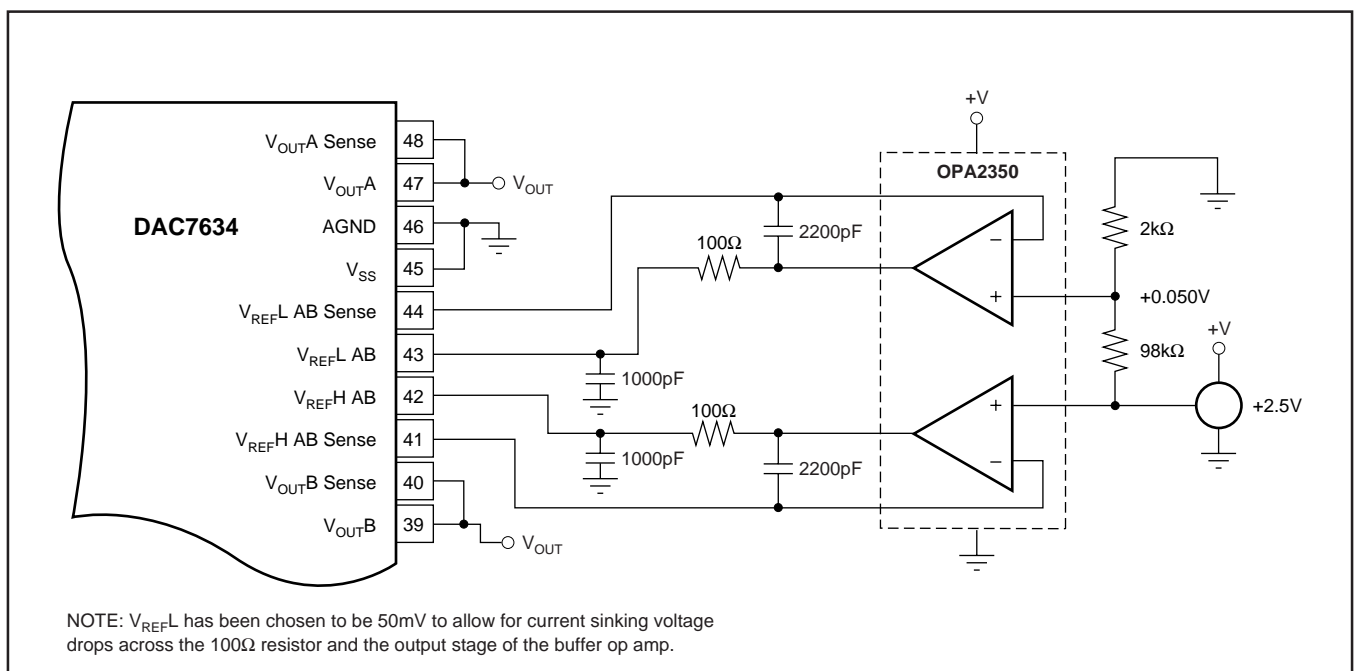 DAC7634
V_OUTA Sense
48
V_OUTA
47
V_OUT
AGND
46
V_SS
45
V_REFL AB Sense
44
V_REFL AB
43
V_REFH AB
42
V_REFH AB Sense
41
V_OUTB Sense
40
V_OUTB
39
V_OUT
1000pF
1000pF
100Ω
2200pF
100Ω
2200pF
+V
OPA2350
−
+
+
−
2kΩ
+0.050V
98kΩ
+V
+2.5V
NOTE: V_REFL has been chosen to be 50mV to allow for current sinking voltage
drops across the 100Ω resistor and the output stage of the buffer op amp.